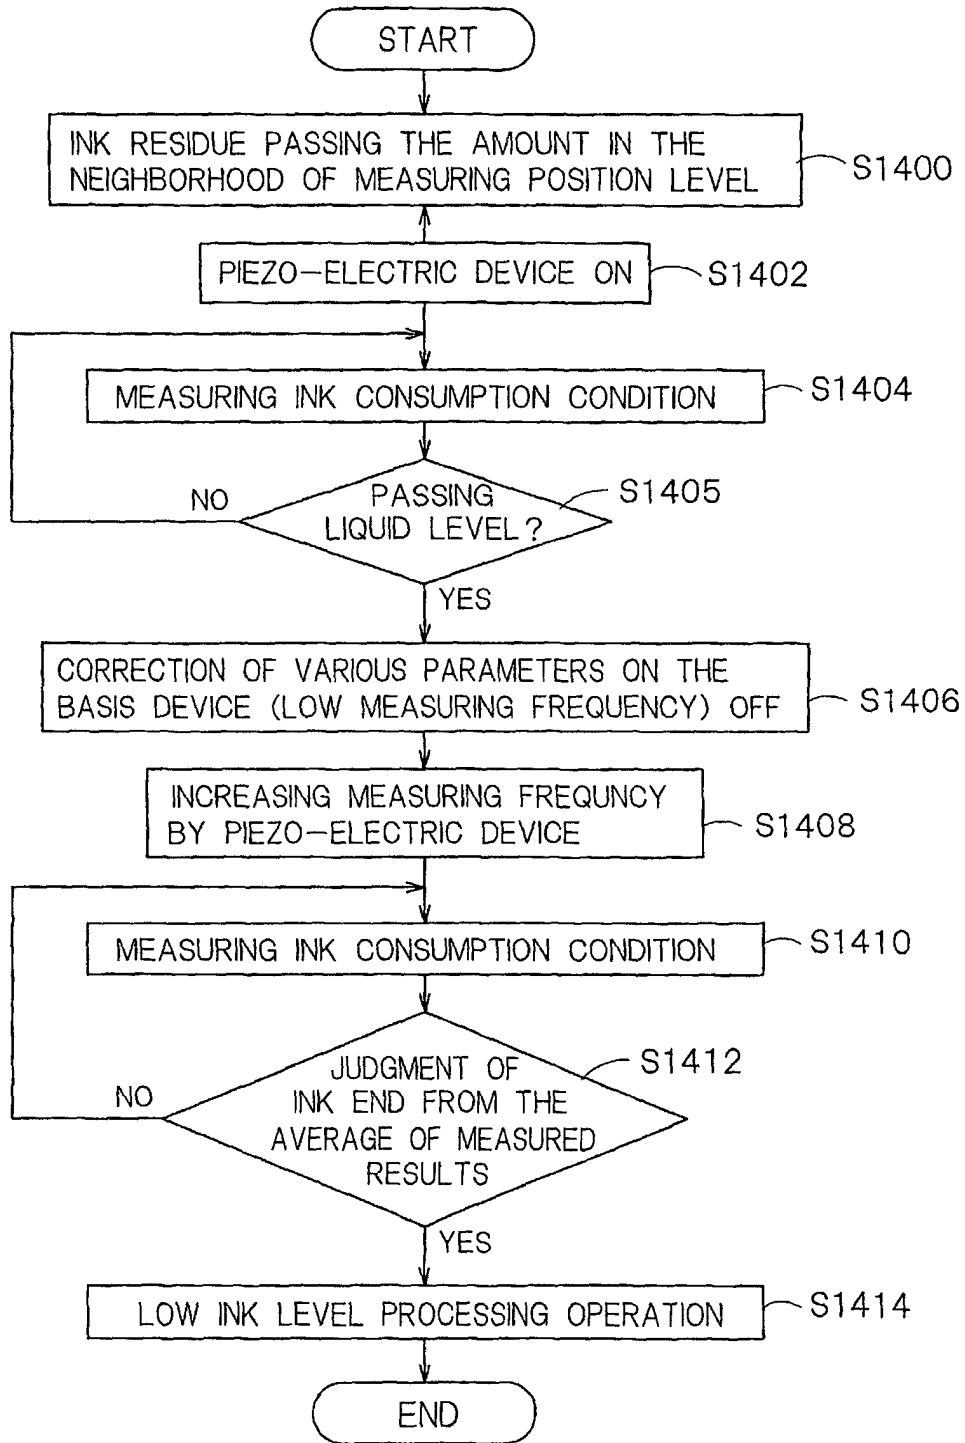 START
INK RESIDUE PASSING THE AMOUNT IN THE
NEIGHBORHOOD OF MEASURING POSITION LEVEL
S1400
PIEZO-ELECTRIC DEVICE ON
S1402
MEASURING INK CONSUMPTION CONDITION
S1404
PASSING
LIQUID LEVEL?
S1405
NO
YES
CORRECTION OF VARIOUS PARAMETERS ON THE
BASIS DEVICE (LOW MEASURING FREQUENCY) OFF
S1406
INCREASING MEASURING FREQUNCY
BY PIEZO-ELECTRIC DEVICE
S1408
MEASURING INK CONSUMPTION CONDITION
S1410
JUDGMENT OF
INK END FROM THE
AVERAGE OF MEASURED
RESULTS
S1412
NO
YES
LOW INK LEVEL PROCESSING OPERATION
S1414
END